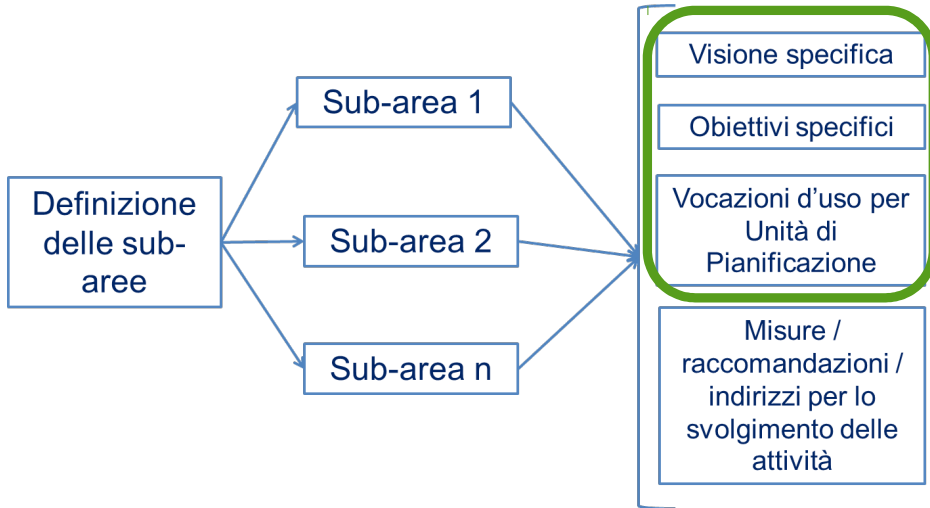 Definizione
delle sub-
aree
Sub-area 1
Sub-area 2
Sub-area n
Visione specifica
Obiettivi specifici
Vocazioni d'uso per
Unità di
Pianificazione
Misure /
raccomandazioni /
indirizzi per lo
svolgimento delle
attività